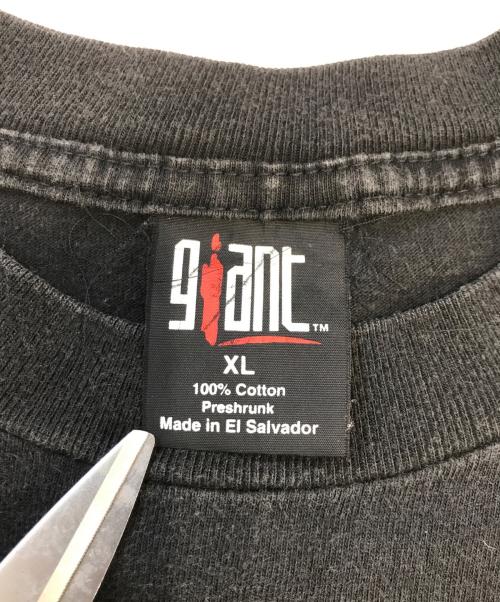 giant™
XL
100% Cotton
Preshrunk
Made in El Salvador